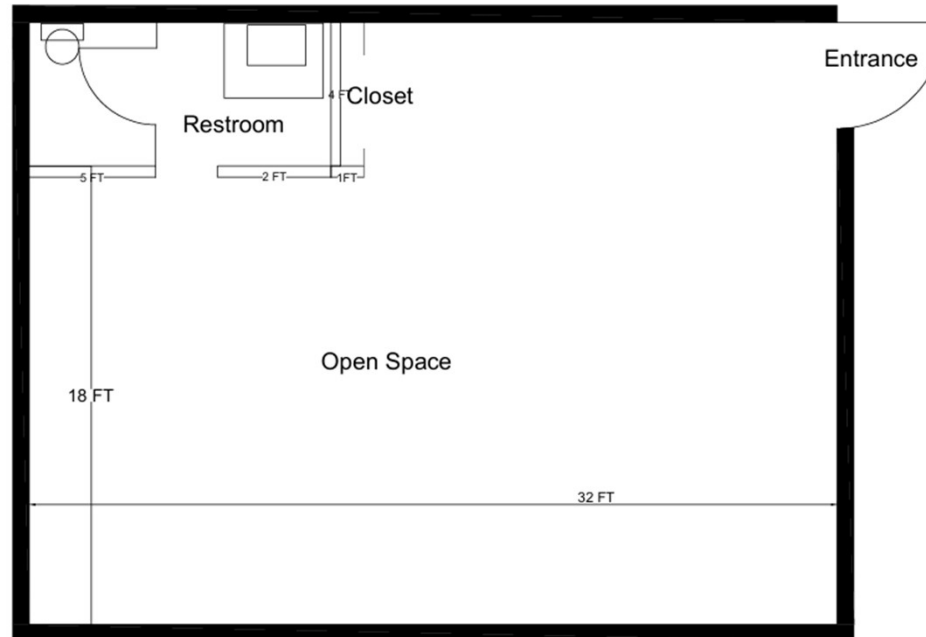 Entrance
4 FT
Closet
Restroom
5 FT
2 FT
1FT
Open Space
18 FT
32 FT